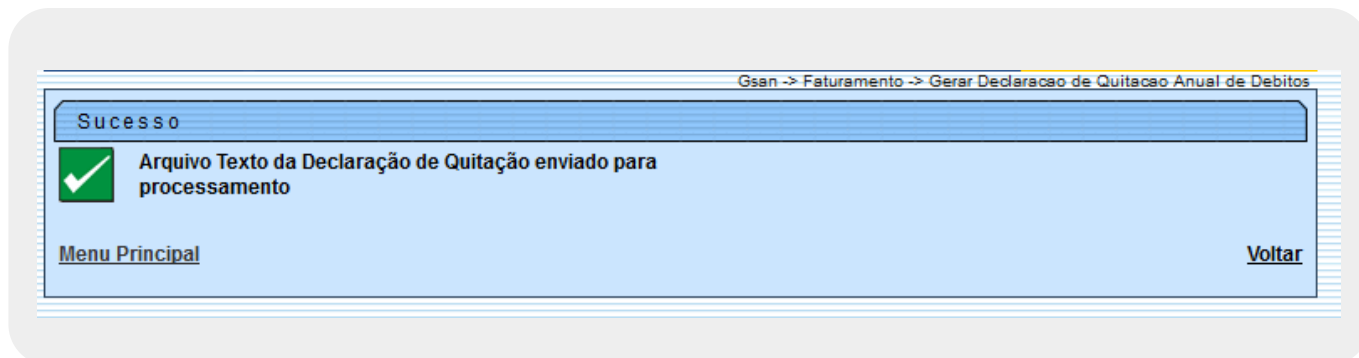 Gsan -> Faturamento -> Gerar Declaracao de Quitacao Anual de Debitos
Sucesso
Arquivo Texto da Declaração de Quitação enviado para
processamento
Menu Principal
Voltar